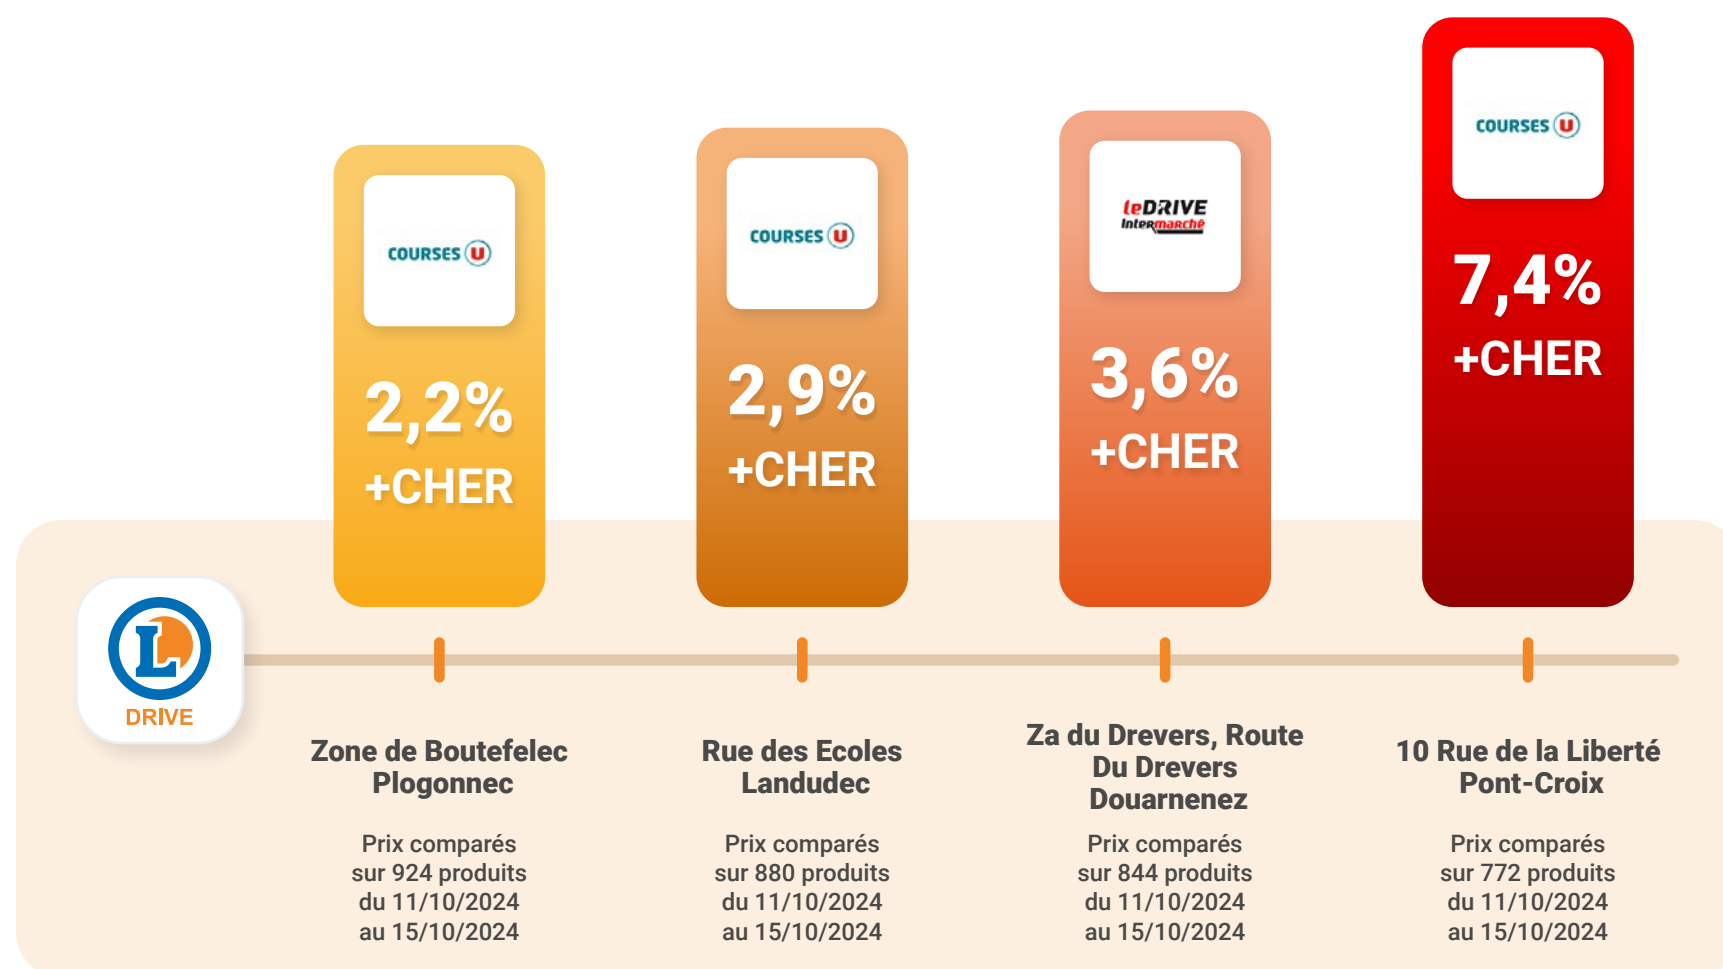 COURSES U
2,2%
+CHER
COURSES U
2,9%
+CHER
leDRIVE
Intermarché
3,6%
+CHER
COURSES U
7,4%
+CHER
L
DRIVE
Zone de Boutefelec
Plogonnec
Prix comparés
sur 924 produits
du 11/10/2024
au 15/10/2024
Rue des Ecoles
Landudec
Prix comparés
sur 880 produits
du 11/10/2024
au 15/10/2024
Za du Drevers, Route
Du Drevers
Douarnenez
Prix comparés
sur 844 produits
du 11/10/2024
au 15/10/2024
10 Rue de la Liberté
Pont-Croix
Prix comparés
sur 772 produits
du 11/10/2024
au 15/10/2024